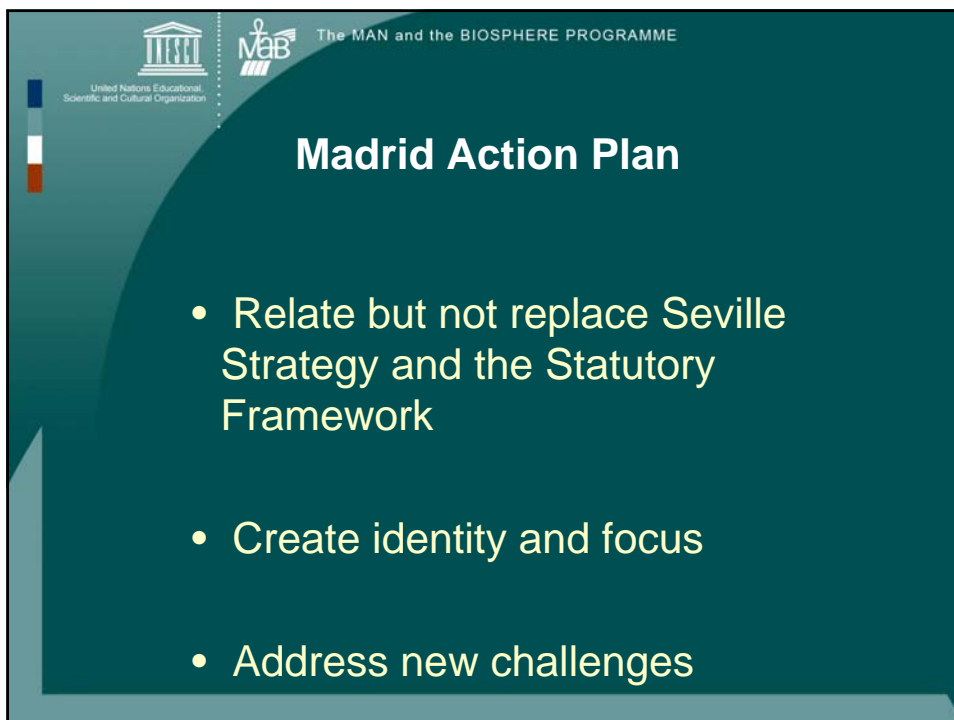 UNESCO
MaB
The MAN and the BIOSPHERE PROGRAMME
United Nations Educational,
Scientific and Cultural Organization
Madrid Action Plan
• Relate but not replace Seville
Strategy and the Statutory
Framework
• Create identity and focus
• Address new challenges